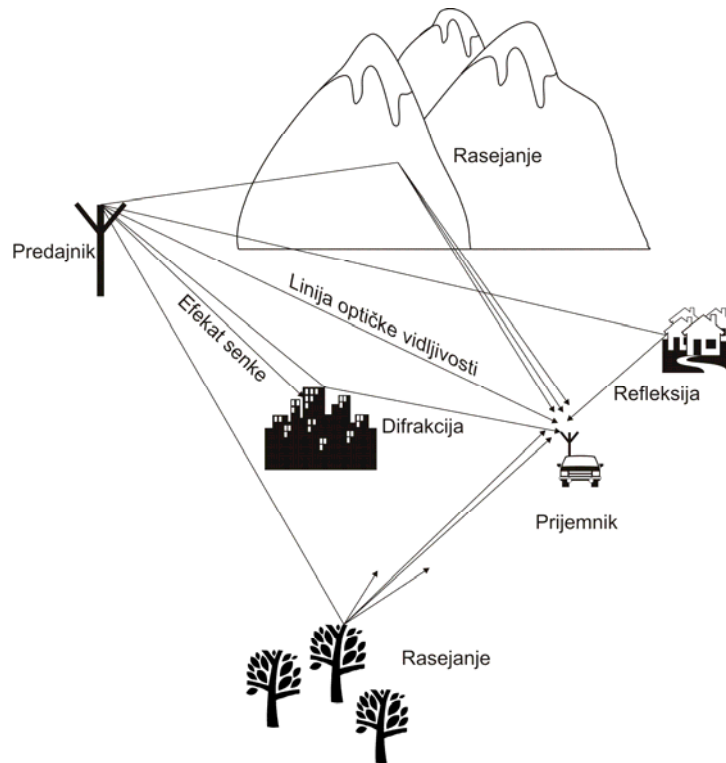 Rasejanje
Predajnik
Linija optičke vidljivosti
Efekat senke
Refleksija
Difrakcija
Prijemnik
Rasejanje